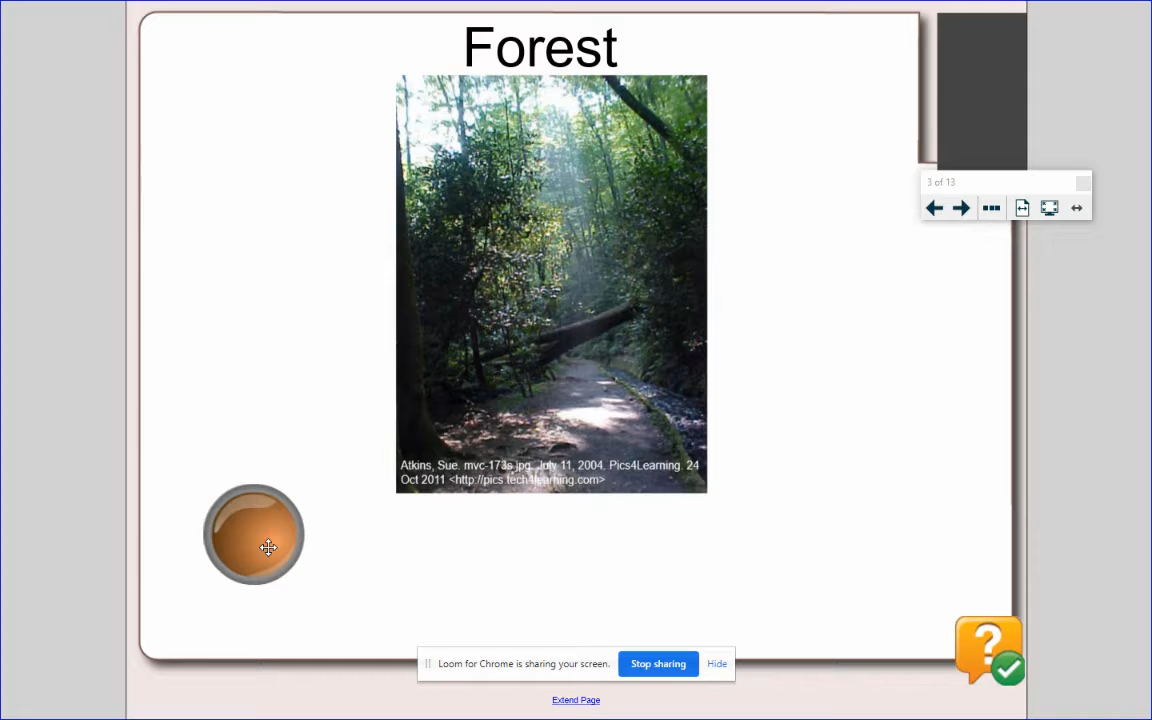 Forest
3 of 13
Atkins, Sue. mvc-173s.jpg. July 11, 2004. Pics4Learning. 24
Oct 2011 <http://pics.tech4learning.com>
Loom for Chrome is sharing your screen. Stop sharing Hide
Extend Page